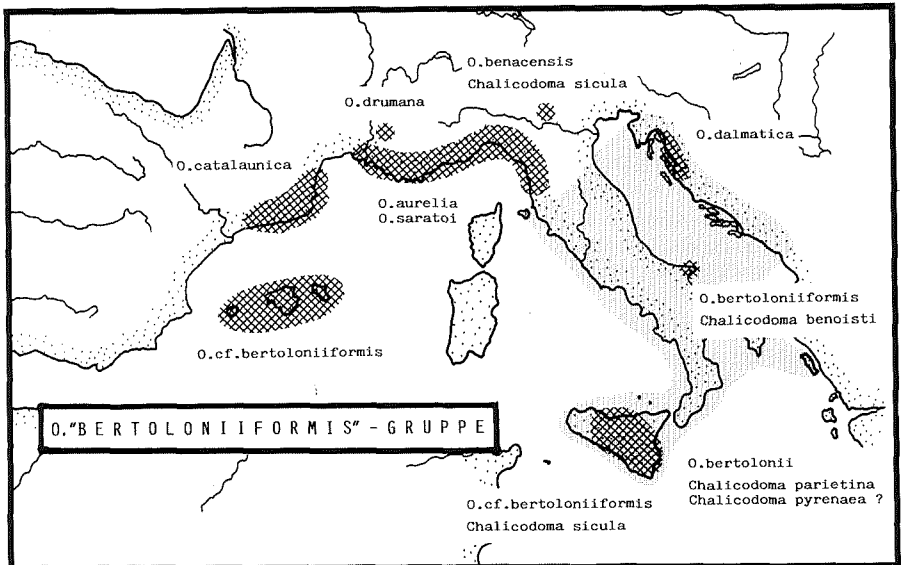 O.benacensis
Chalicodoma sicula
O.drumana
O.dalmatica
O.catalaunica
O.aurelia
O.saratoi
O.bertoloniiformis
Chalicodoma benoisti
O.cf.bertoloniiformis
O."BERTOLONIIFORMIS"-GRUPPE
O.bertolonii
Chalicodoma parietina
Chalicodoma pyrenaea ?
O.cf.bertoloniiformis
Chalicodoma sicula